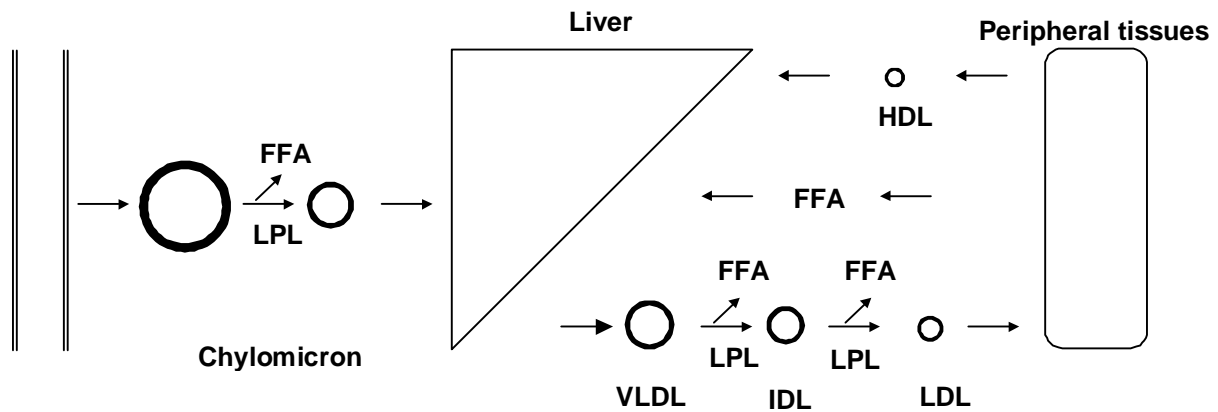 Liver
Peripheral tissues
HDL
FFA
LPL
FFA
FFA
FFA
LPL
LPL
Chylomicron
VLDL
IDL
LDL